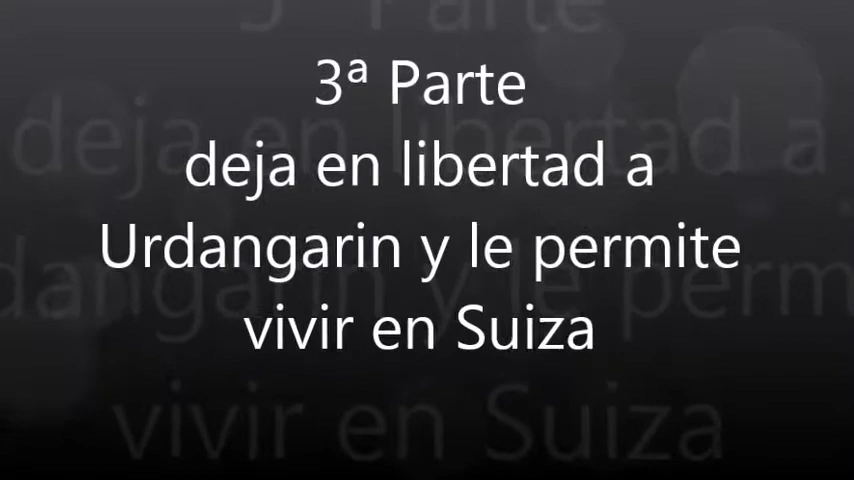 3ª Parte
deja en libertad a
Urdangarin y le permite
vivir en Suiza